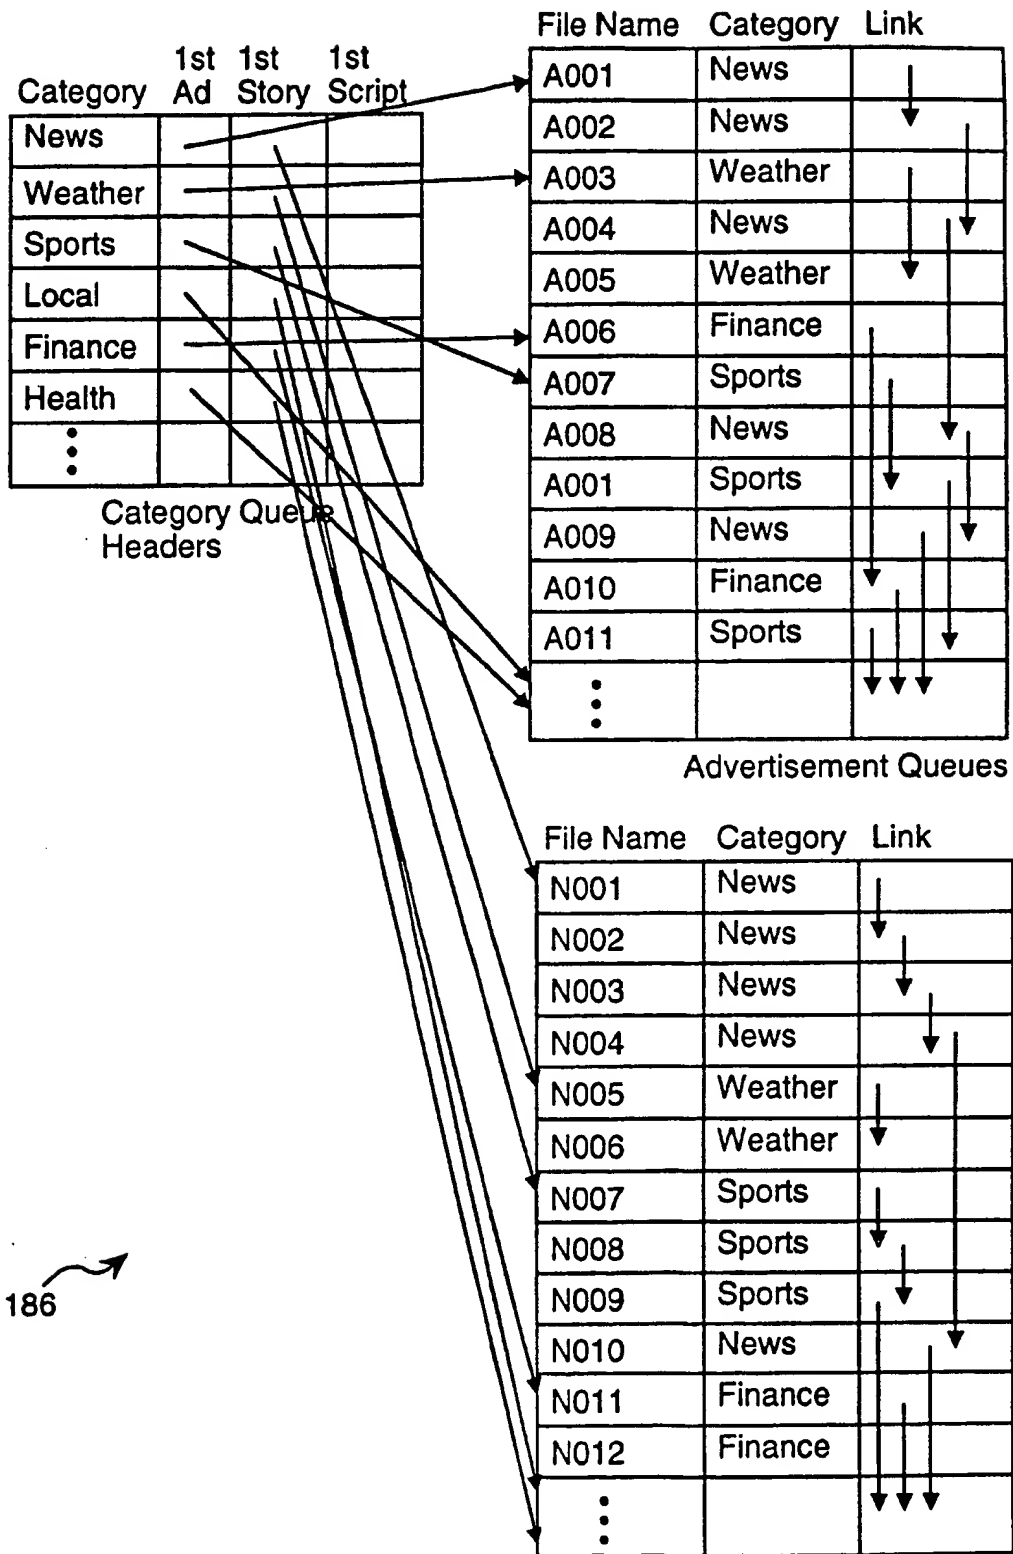 1st 1st 1st
Category Ad Story Script
News
Weather
Sports
Local
Finance
Health
Category Queue
Headers
File Name Category Link
A001 News
A002 News
A003 Weather
A004 News
A005 Weather
A006 Finance
A007 Sports
A008 News
A001 Sports
A009 News
A010 Finance
A011 Sports
Advertisement Queues
File Name Category Link
N001 News
N002 News
N003 News
N004 News
N005 Weather
N006 Weather
N007 Sports
N008 Sports
N009 Sports
N010 News
N011 Finance
N012 Finance
186